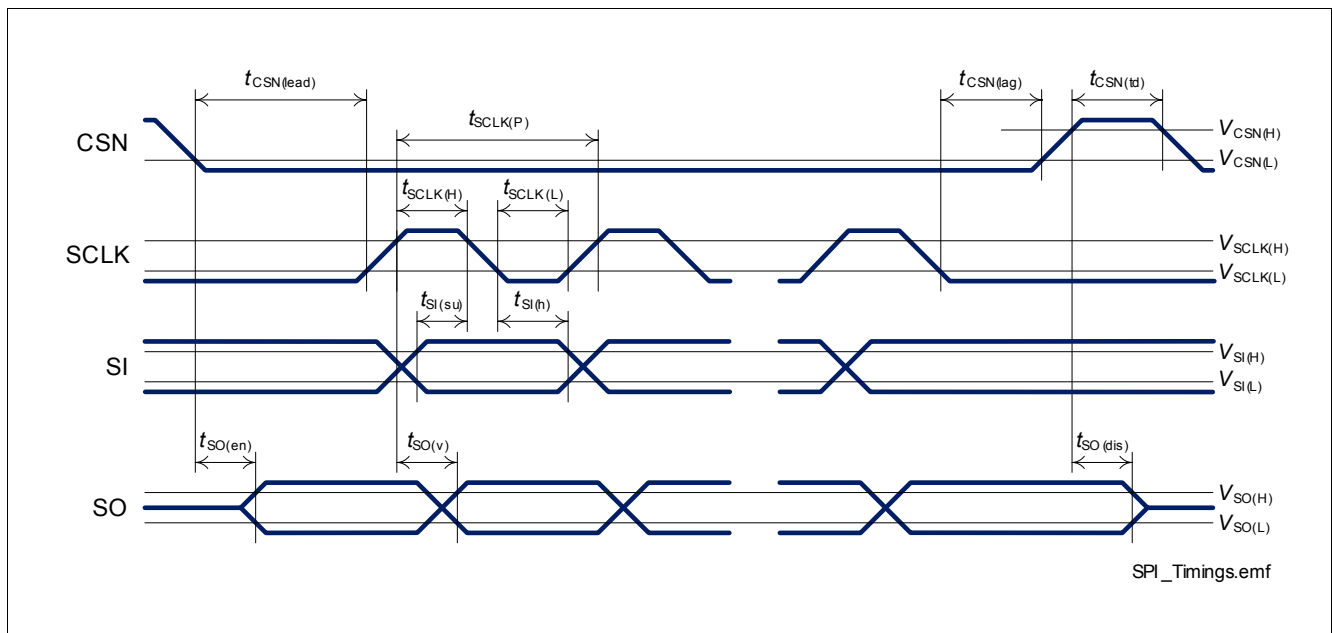 tCSN(lead)
tCSN(lag)
tCSN(td)
tSCLK(P)
CSN
VCSN(H)
VCSN(L)
tSCLK(H)
tSCLK(L)
SCLK
VSCLK(H)
VSCLK(L)
tSI(su)
tSI(h)
SI
VSI(H)
VSI(L)
tSO(en)
tSO(v)
tSO(dis)
SO
VSO(H)
VSO(L)
SPI_Timings.emf